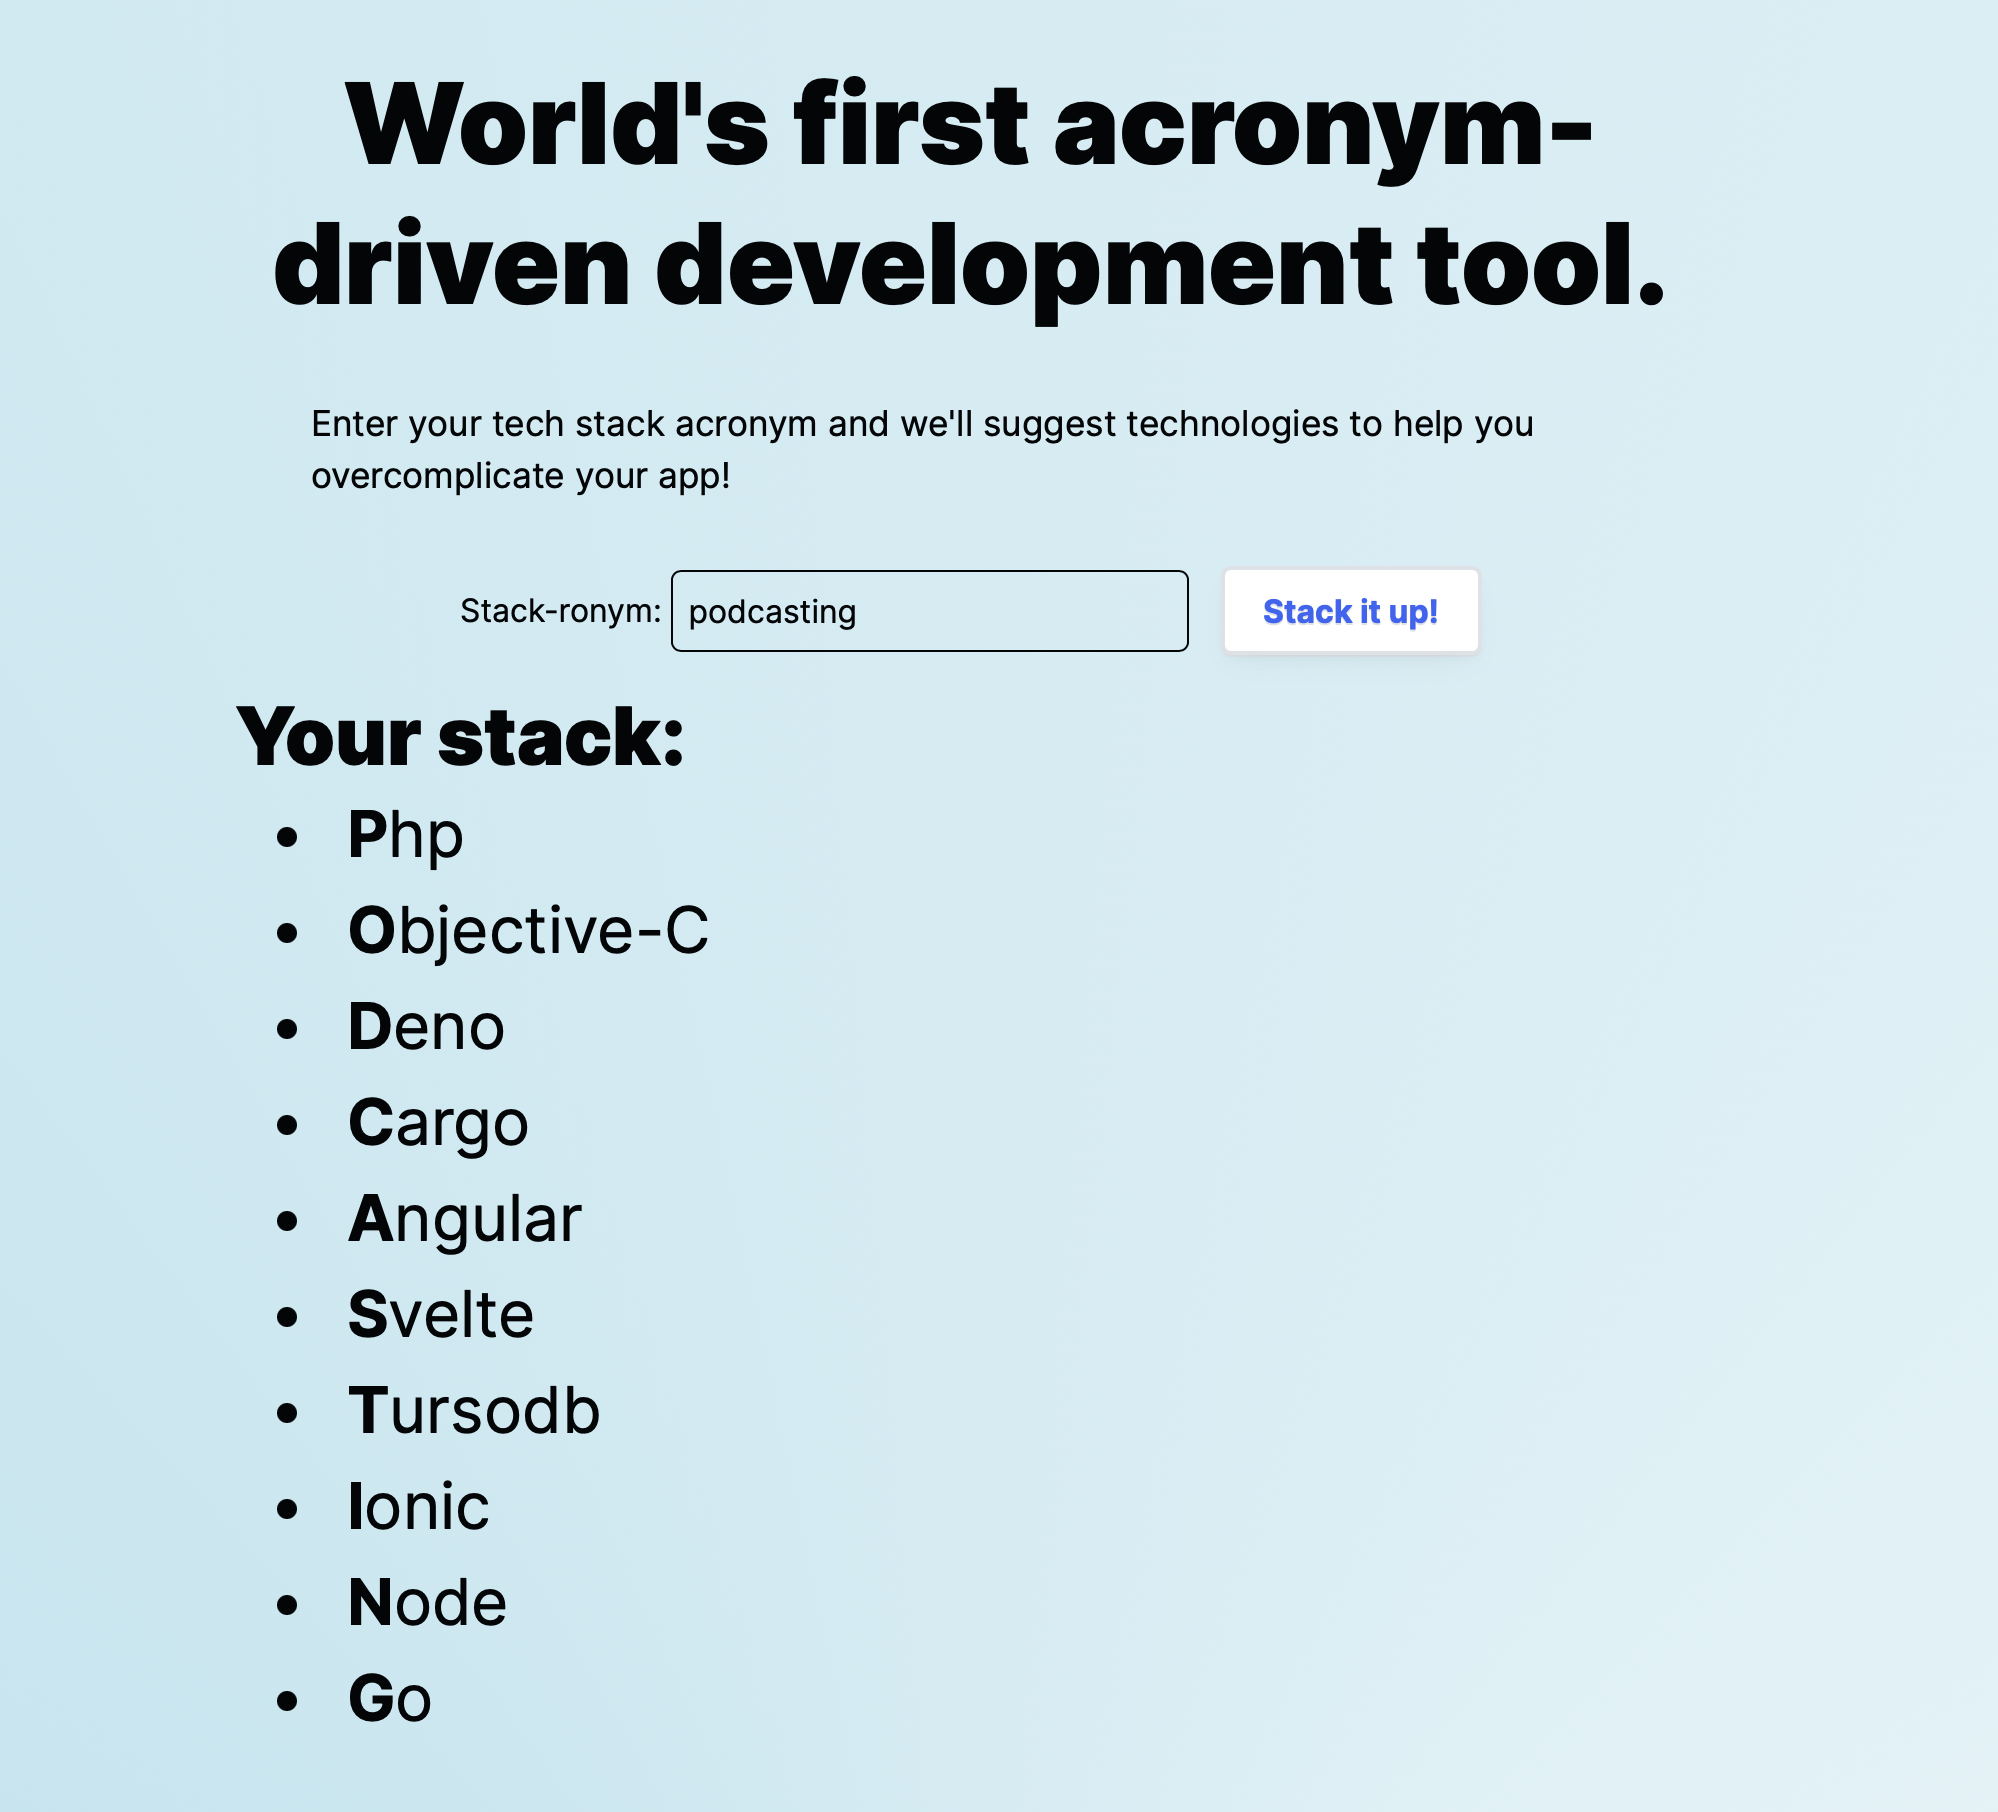 World's first acronym-
driven development tool.
Enter your tech stack acronym and we'll suggest technologies to help you
overcomplicate your app!
Stack-ronym: podcasting Stack it up!
Your stack:
• Php
• Objective-C
• Deno
• Cargo
• Angular
• Svelte
• Tursodb
• Ionic
• Node
• Go